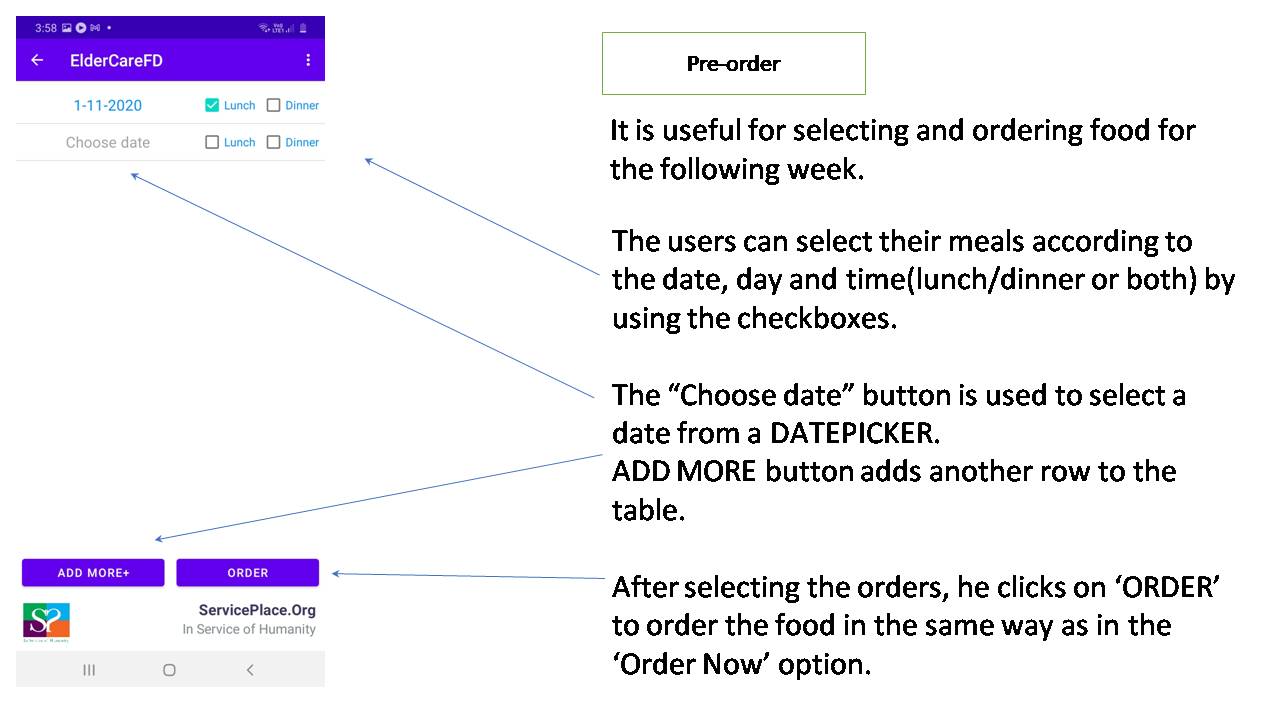 3:58
ElderCareFD
1-11-2020 Lunch Dinner
Choose date Lunch Dinner
ADD MORE+ ORDER
SP
ServicePlace.Org
In Service of Humanity
Pre-order
It is useful for selecting and ordering food for
the following week.
The users can select their meals according to
the date, day and time(lunch/dinner or both) by
using the checkboxes.
The “Choose date” button is used to select a
date from a DATEPICKER.
ADD MORE button adds another row to the
table.
After selecting the orders, he clicks on ‘ORDER’
to order the food in the same way as in the
‘Order Now’ option.